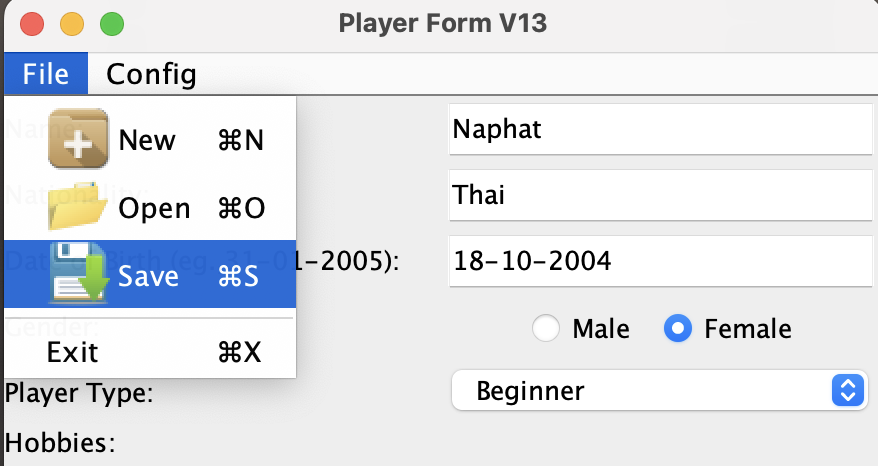 Player Form V13
File Config
Name: Naphat
New ⌘N
Nationality: Thai
Open ⌘O
Date of Birth (eg. 31-01-2005): 18-10-2004
Save ⌘S
Gender: Male Female
Exit ⌘X
Player Type: Beginner
Hobbies: